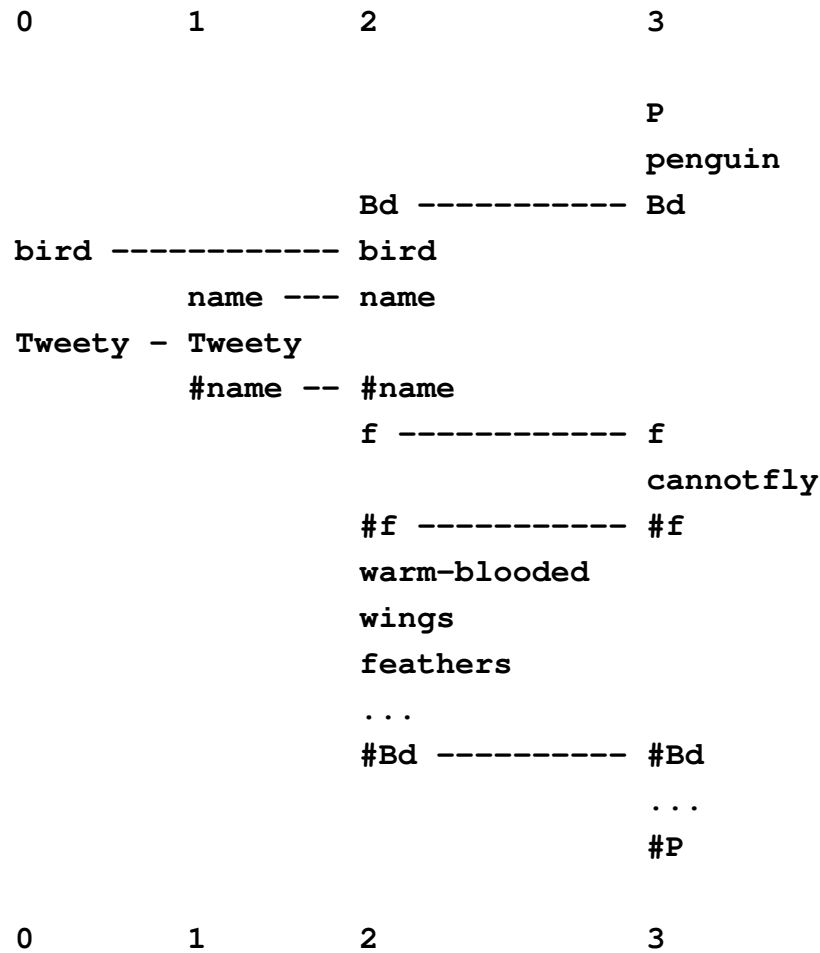 0 1 2 3
P
penguin
Bd ----------- Bd
bird ------------ bird
name --- name
Tweety - Tweety
#name -- #name
f ------------ f
cannotfly
#f ----------- #f
warm-blooded
wings
feathers
...
#Bd ---------- #Bd
...
#P
0 1 2 3